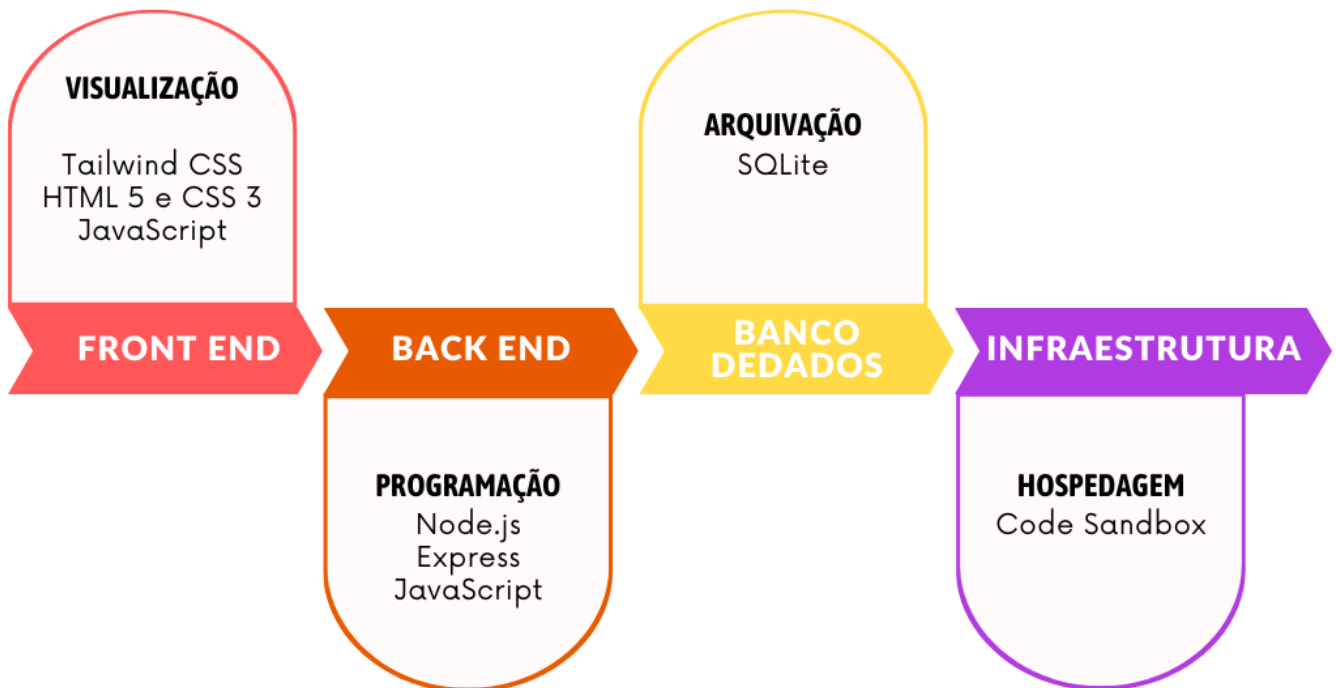 VISUALIZAÇÃO
Tailwind CSS
HTML 5 e CSS 3
JavaScript
FRONT END
BACK END
PROGRAMAÇÃO
Node.js
Express
JavaScript
ARQUIVAÇÃO
SQLite
BANCO
DEDADOS
INFRAESTRUTURA
HOSPEDAGEM
Code Sandbox